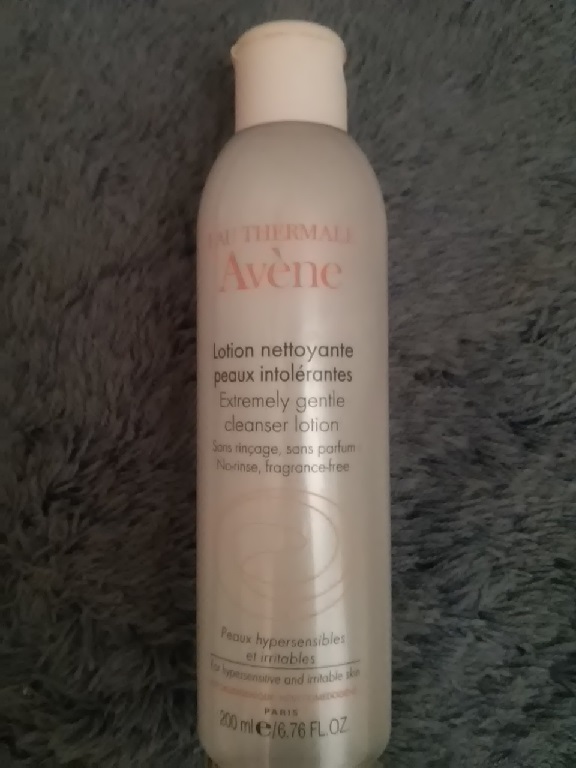 EAU THERMALE
Avène
Lotion nettoyante
peaux intolérantes
Extremely gentle
cleanser lotion
Sans rinçage, sans parfum
No-rinse, fragrance-free
Peaux hypersensibles
et irritables
For hypersensitive and irritable skin
PARIS
200 ml e/6.76 FL.OZ.